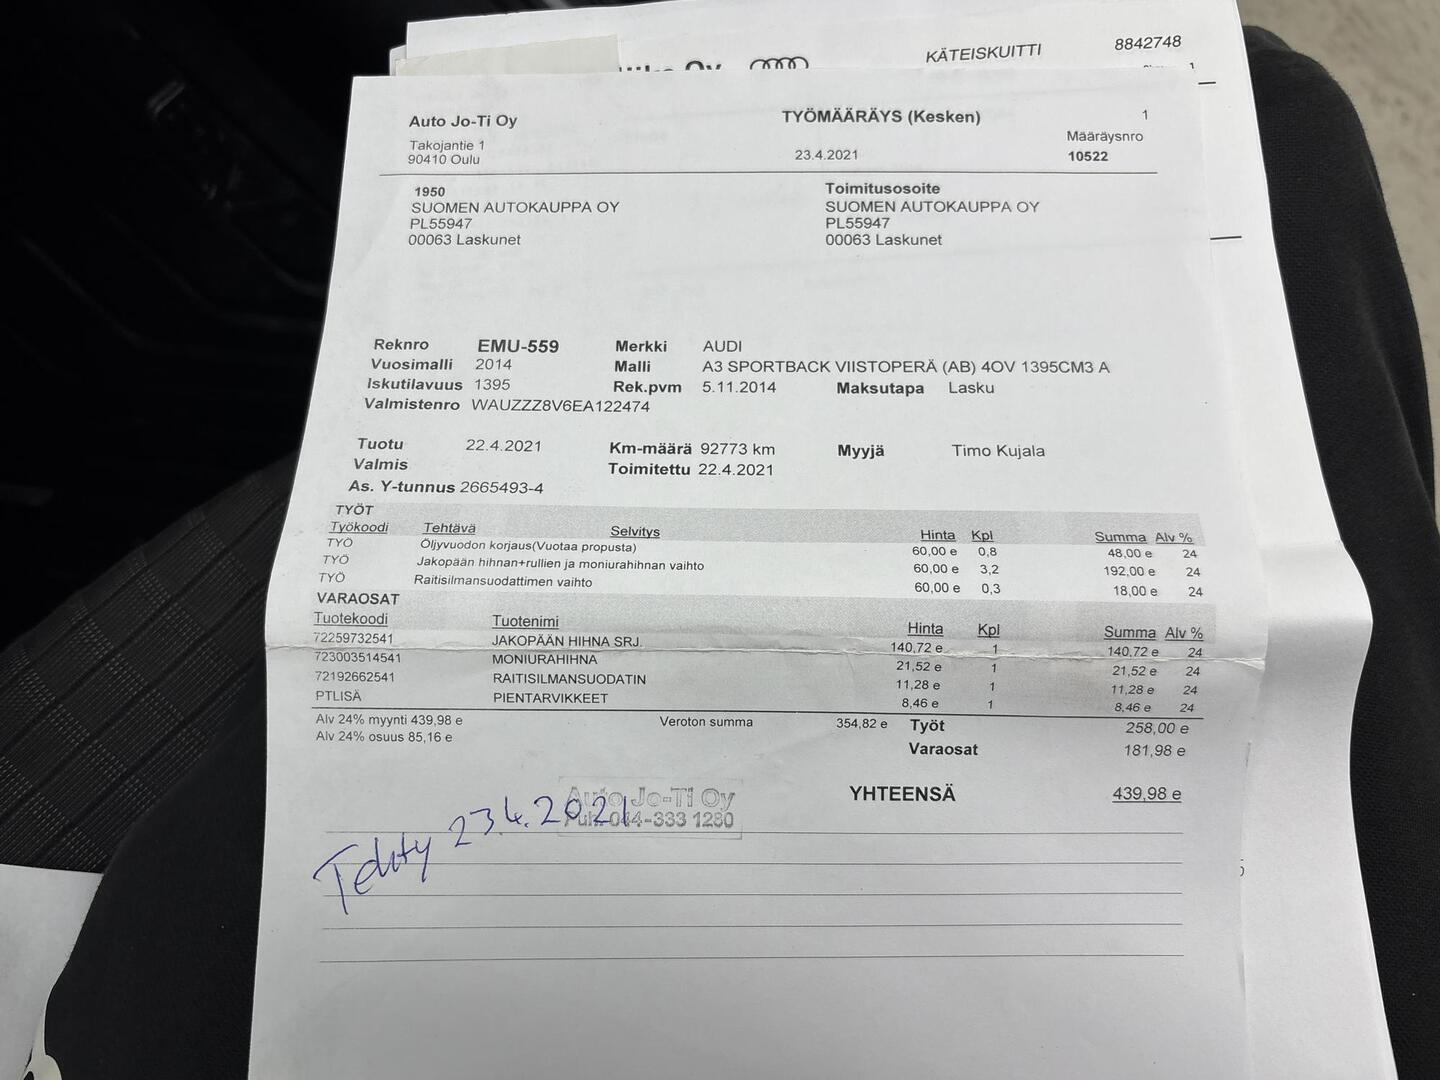 Oy KÄTEISKUITTI 8842748
1
Auto Jo-Ti Oy TYÖMÄÄRÄYS (Kesken) 1
Takojantie 1 Määräysnro
90410 Oulu 23.4.2021 10522
1950 Toimitusosoite
SUOMEN AUTOKAUPPA OY SUOMEN AUTOKAUPPA OY
PL55947 PL55947
00063 Laskunet 00063 Laskunet
Reknro EMU-559 Merkki AUDI
Vuosimalli 2014 Malli A3 SPORTBACK VIISTOPERÄ (AB) 4OV 1395CM3 A
Iskutilavuus 1395 Rek.pvm 5.11.2014 Maksutapa Lasku
Valmistenro WAUZZZ8V6EA122474
Tuotu 22.4.2021 Km-määrä 92773 km Myyjä Timo Kujala
Valmis Toimitettu 22.4.2021
As. Y-tunnus 2665493-4
TYÖT
Työkoodi Tehtävä Selvitys Hinta Kpl Summa Alv %
TYÖ Öljyvuodon korjaus(Vuotaa propusta) 60,00 e 0,8 48,00 e 24
TYÖ Jakopään hihnan+rullien ja moniurahihnan vaihto 60,00 e 3,2 192,00 e 24
TYÖ Raitisilmansuodattimen vaihto 60,00 e 0,3 18,00 e 24
VARAOSAT
Tuotekoodi Tuotenimi Hinta Kpl Summa Alv %
72259732541 JAKOPÄÄN HIHNA SRJ. 140,72 e 1 140,72 e 24
723003514541 MONIURAHIHNA 21,52 e 1 21,52 e 24
72192662541 RAITISILMANSUODATIN 11,28 e 1 11,28 e 24
PTLISÄ PIENTARVIKKEET 8,46 e 1 8,46 e 24
Alv 24% myynti 439,98 e Veroton summa 354,82 e Työt 258,00 e
Alv 24% osuus 85,16 e Varaosat 181,98 e
YHTEENSÄ 439,98 e
Auto Jo-Ti Oy
Puh. 044-333 1280
Tehty 23.4.2021